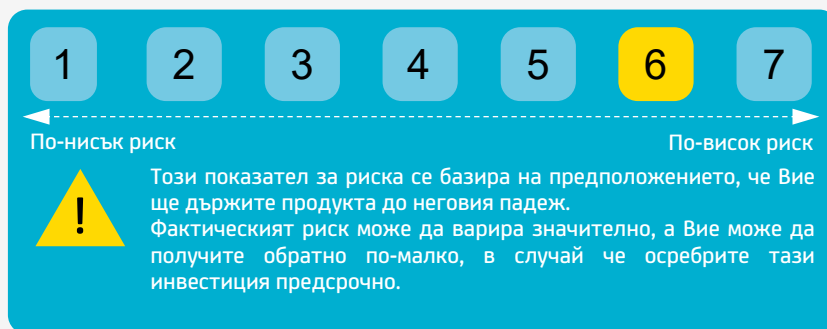 1 2 3 4 5 6 7
По-нисък риск По-висок риск
!
Този показател за риска се базира на предположението, че Вие
ще държите продукта до неговия падеж.
Фактическият риск може да варира значително, а Вие може да
получите обратно по-малко, в случай че осребрите тази
инвестиция предсрочно.